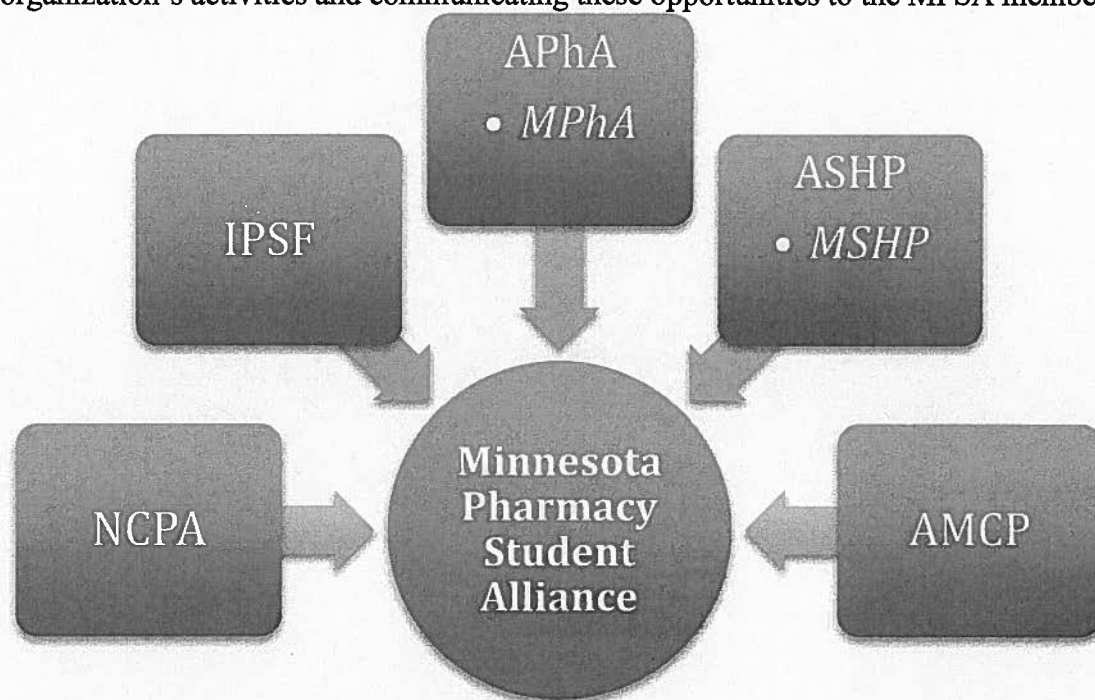 organization's activities and communicating these opportunities to the MPSA membe
APhA
• MPhA
IPSF
ASHP
• MSHP
NCPA
Minnesota
Pharmacy
Student
Alliance
AMCP